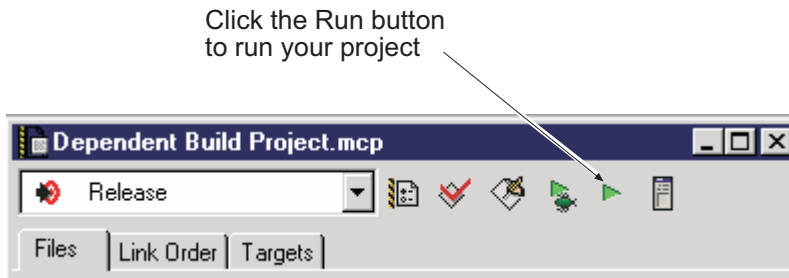 Click the Run button
to run your project
Dependent Build Project.mcp
Release
Files
Link Order
Targets